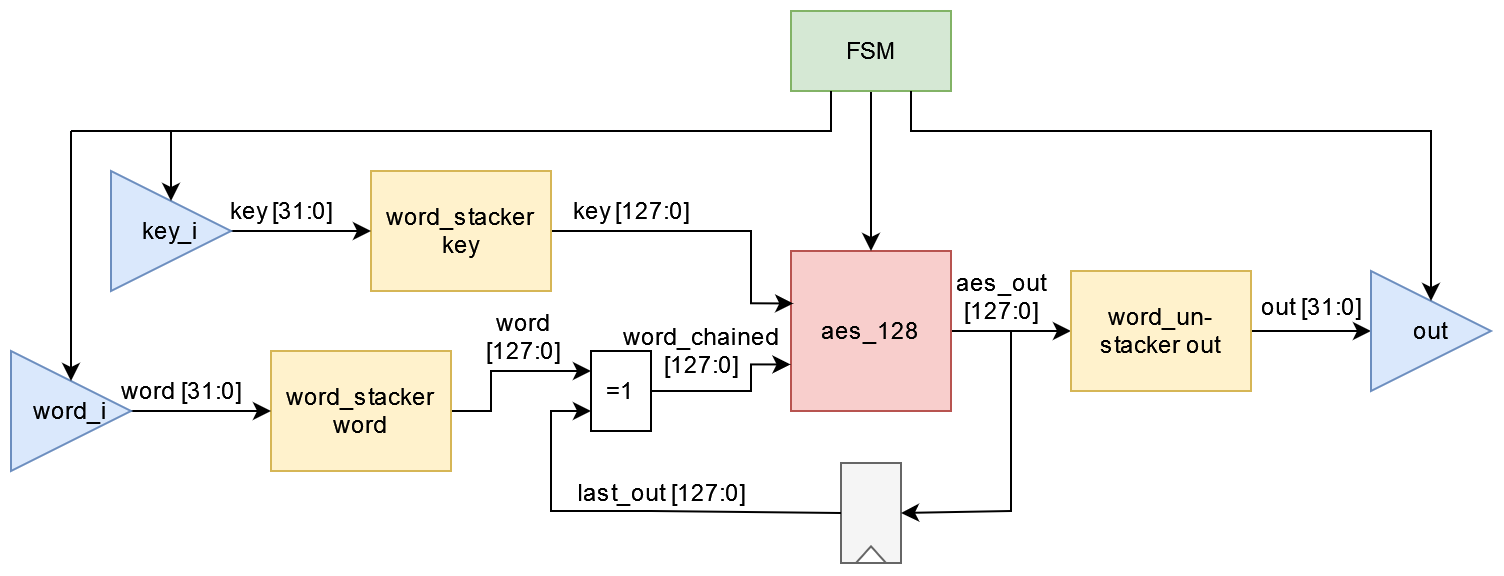 FSM
key_i
key [31:0]
word_stacker
key
key [127:0]
word_i
word [31:0]
word_stacker
word
word
[127:0]
=1
word_chained
[127:0]
aes_128
aes_out
[127:0]
word_un-
stacker out
out [31:0]
out
last_out [127:0]